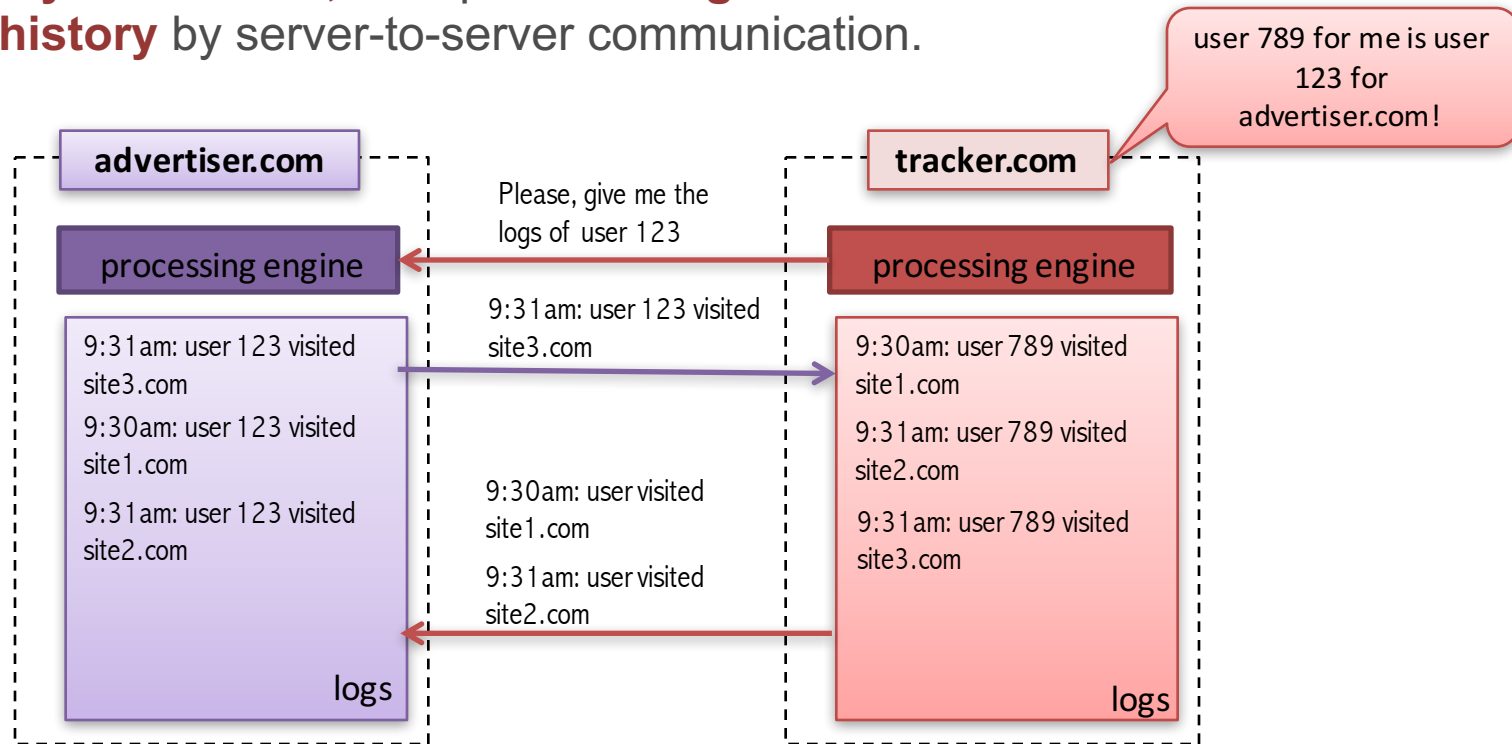 history by server-to-server communication.
user 789 for me is user
123 for
advertiser.com!
advertiser.com
tracker.com
Please, give me the
logs of user 123
processing engine
processing engine
9:31am: user 123 visited
site3.com
9:31am: user 123 visited
site3.com
9:30am: user 123 visited
site1.com
9:31am: user 123 visited
site2.com
logs
9:30am: user visited
site1.com
9:31am: user visited
site2.com
9:30am: user 789 visited
site1.com
9:31am: user 789 visited
site2.com
9:31am: user 789 visited
site3.com
logs